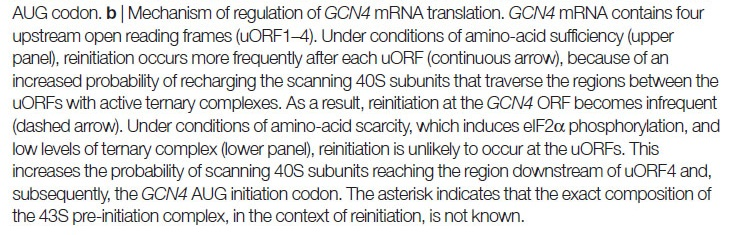 AUG codon. b | Mechanism of regulation of GCN4 mRNA translation. GCN4 mRNA contains four
upstream open reading frames (uORF1–4). Under conditions of amino-acid sufficiency (upper
panel), reinitiation occurs more frequently after each uORF (continuous arrow), because of an
increased probability of recharging the scanning 40S subunits that traverse the regions between the
uORFs with active ternary complexes. As a result, reinitiation at the GCN4 ORF becomes infrequent
(dashed arrow). Under conditions of amino-acid scarcity, which induces eIF2α phosphorylation, and
low levels of ternary complex (lower panel), reinitiation is unlikely to occur at the uORFs. This
increases the probability of scanning 40S subunits reaching the region downstream of uORF4 and,
subsequently, the GCN4 AUG initiation codon. The asterisk indicates that the exact composition of
the 43S pre-initiation complex, in the context of reinitiation, is not known.